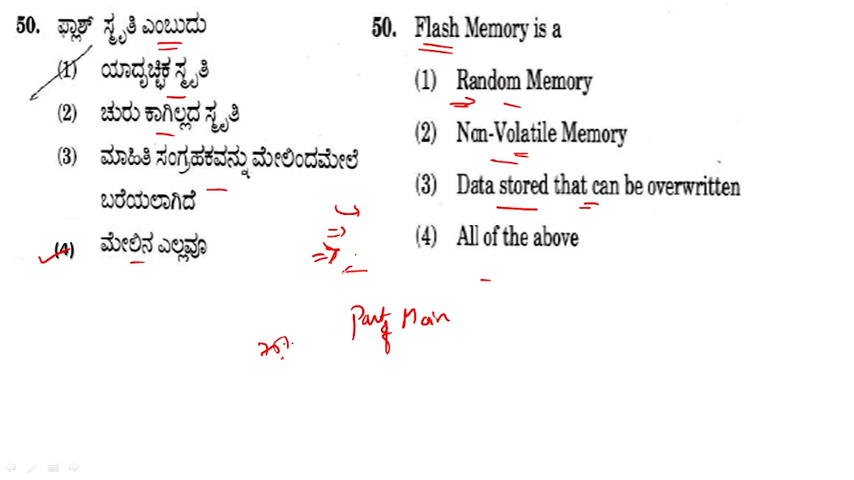 50. ಫ್ಲಾಶ್ ಸ್ಮೃತಿ ಎಂಬುದು
(1) ಯಾದೃಚ್ಛಿಕ ಸ್ಮೃತಿ
(2) ಚುರು ಕಾಗಿಲ್ಲದ ಸ್ಮೃತಿ
(3) ಮಾಹಿತಿ ಸಂಗ್ರಹಕವನ್ನು ಮೇಲಿಂದಮೇಲೆ
ಬರೆಯಲಾಗಿದೆ
(4) ಮೇಲಿನ ಎಲ್ಲವೂ
50. Flash Memory is a
(1) Random Memory
(2) Non-Volatile Memory
(3) Data stored that can be overwritten
(4) All of the above
Part of Main